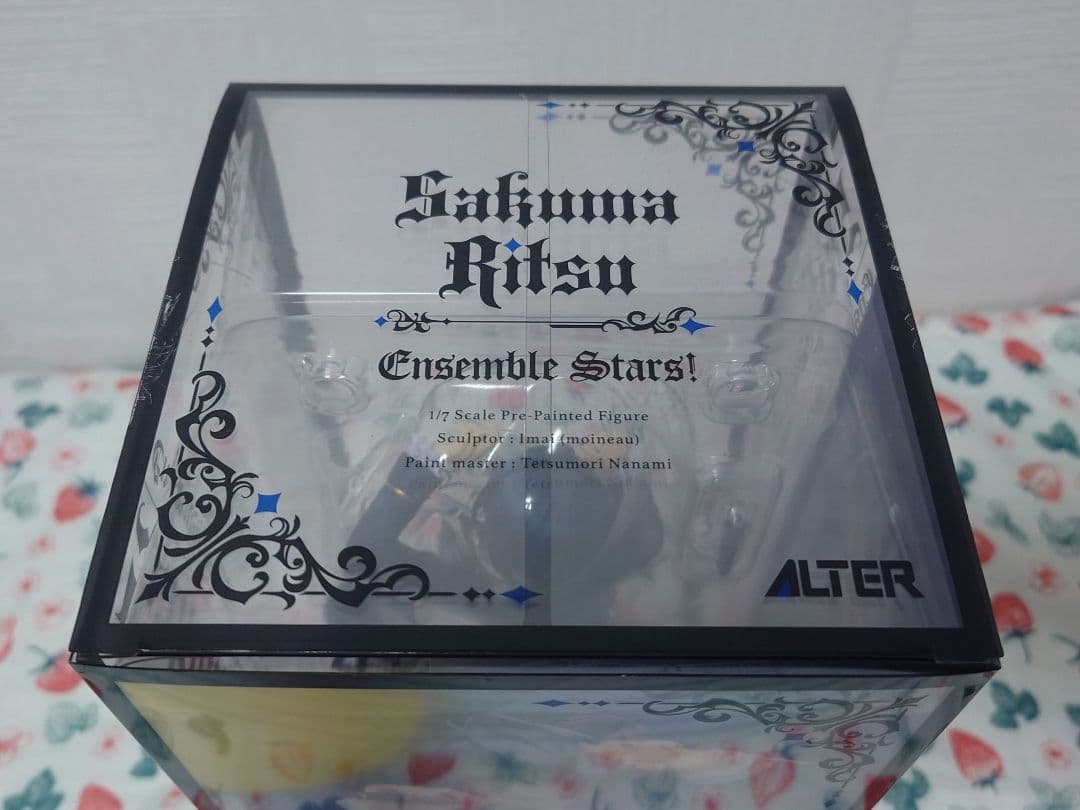 Sakuma
Ritsu
Ensemble Stars!
1/7 Scale Pre-Painted Figure
Sculptor : Imai (moineau)
Paint master : Tetsumori Nanami
ALTER